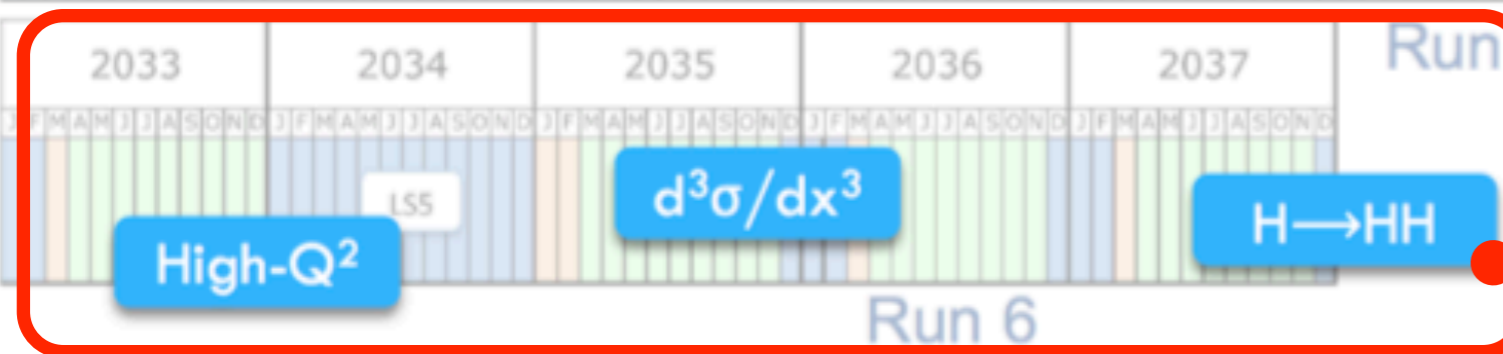 2033 2034 2035 2036 2037 Run
J F M A M J J A S O N D J F M A M J J A S O N D J F M A M J J A S O N D J F M A M J J A S O N D J F M A M J J A S O N D
LS5 d³σ/dx³ H⟶HH
High-Q²
Run 6